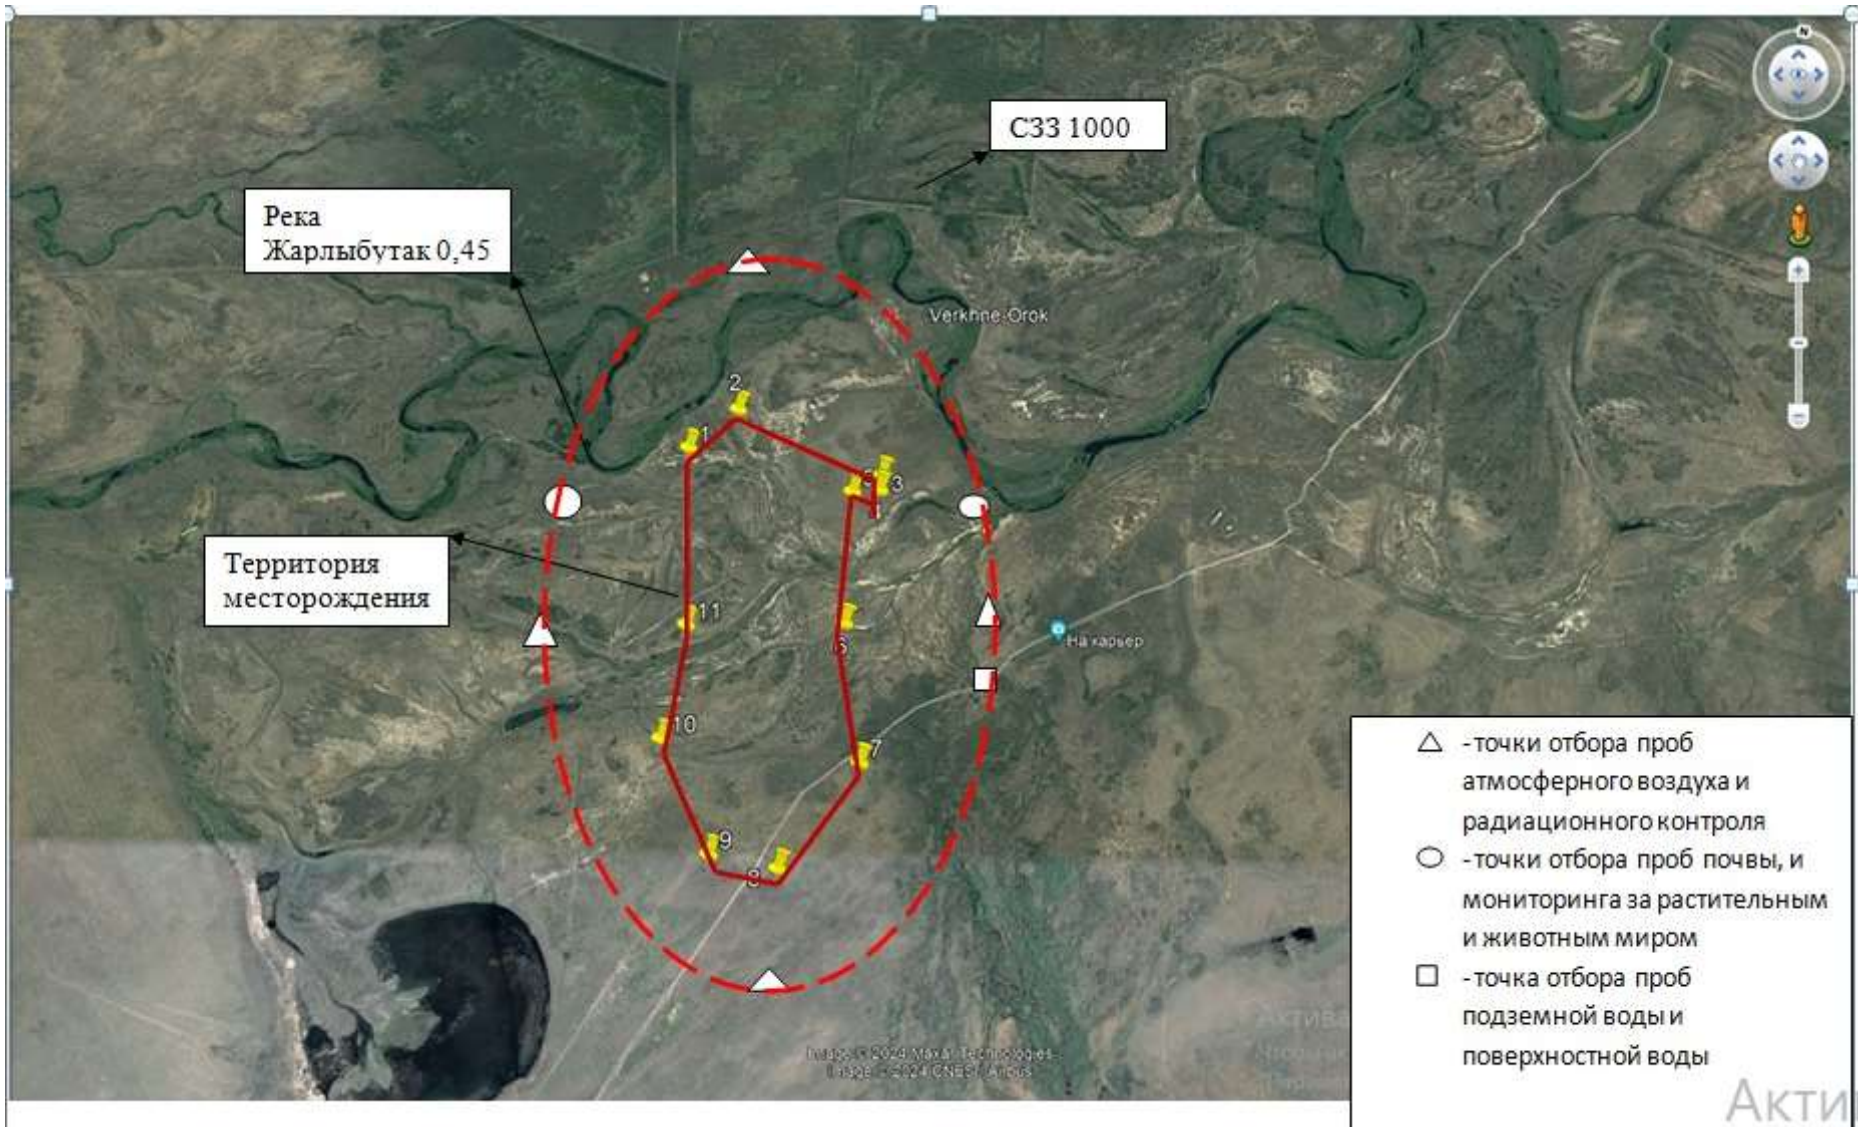 N
СЗЗ 1000
Река
Жарлыбутак 0,45
Verkhne-Orok
2
1
3
Территория
месторождения
11
6
На карьер
10
7
9
8
Image © 2024 Maxar Technologies
Image © 2024 CNES / Airbus
-точки отбора проб
атмосферного воздуха и
радиационного контроля
-точки отбора проб почвы, и
мониторинга за растительным
и животным миром
-точка отбора проб
подземной воды и
поверхностной воды
Акти